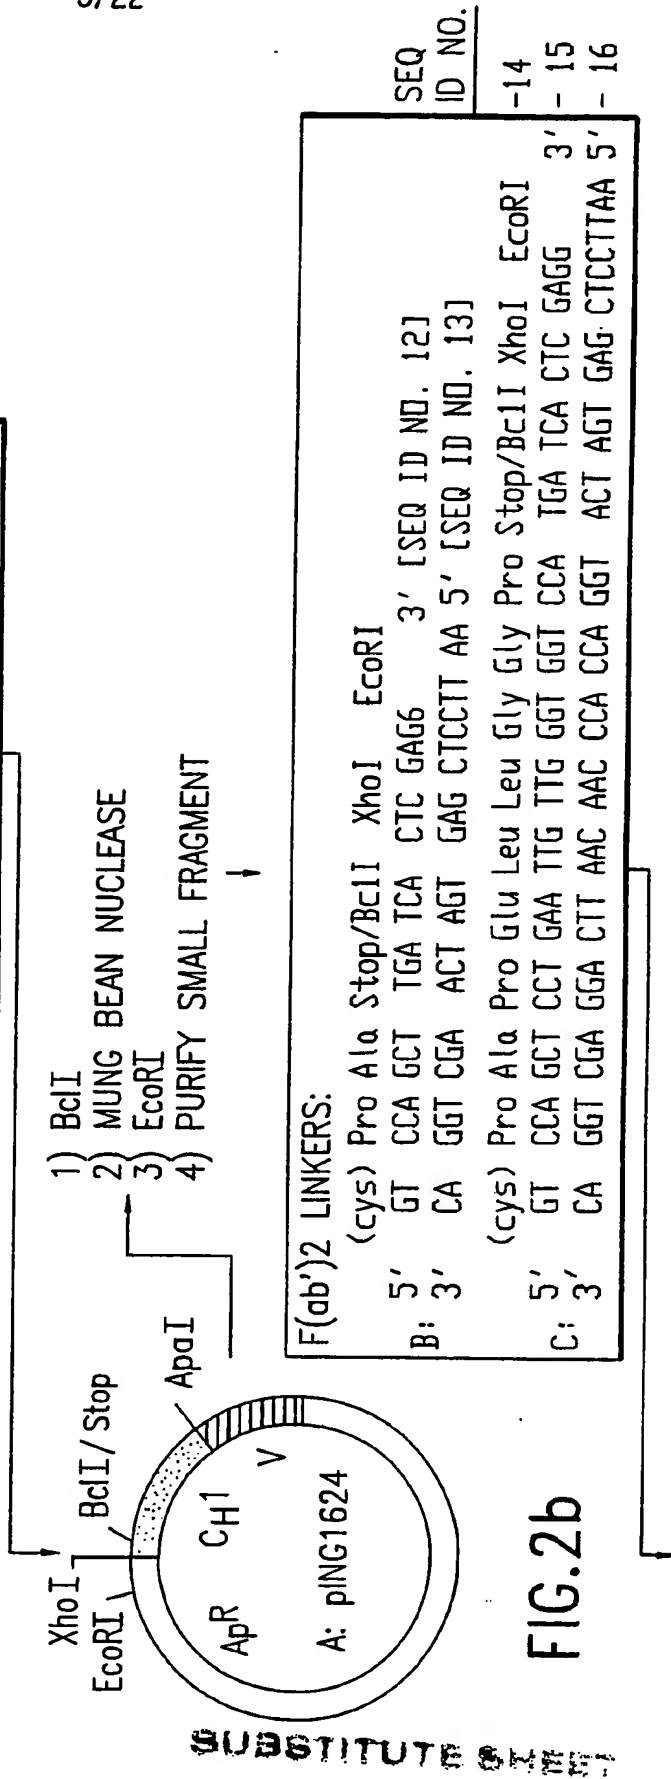 XhoI
EcoRI
BclI/Stop
ApaI
ApR
CH1
V
A: pING1624
1) BclI
2) MUNG BEAN NUCLEASE
3) EcoRI
4) PURIFY SMALL FRAGMENT
SEQ
ID NO.
F(ab')2 LINKERS:
(cys) Pro Ala Stop/BclI XhoI EcoRI
5' GT CCA GCT TGA TCA CTC GAG6 3' [SEQ ID NO. 12]
B:
3' CA GGT CGA ACT AGT GAG CTCCTT AA 5' [SEQ ID NO. 13]
(cys) Pro Ala Pro Glu Leu Leu Gly Gly Pro Stop/BclI XhoI EcoRI -14
5' GT CCA GCT CCT GAA TTG TTG GGT GGT CCA TGA TCA CTC GAGG 3' - 15
C:
3' CA GGT CGA GGA CTT AAC AAC CCA CCA GGT ACT AGT GAG CTCCTTAA 5' - 16
FIG.2b
SUBSTITUTE SHEET